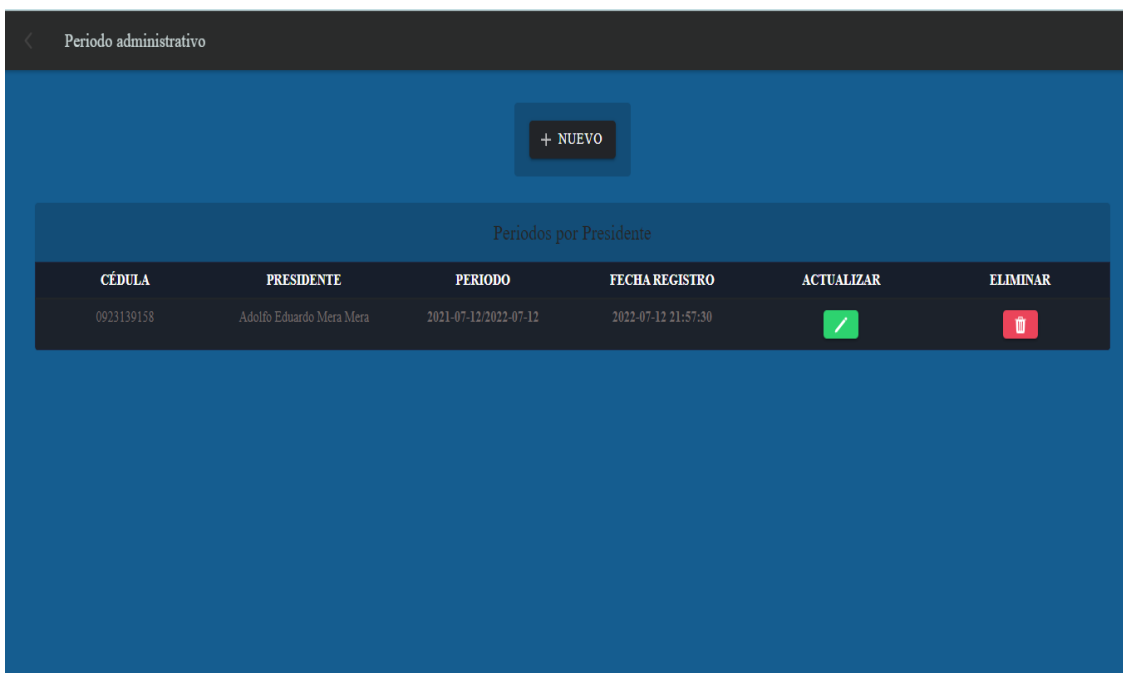 Periodo administrativo
+ NUEVO
Periodos por Presidente
CÉDULA PRESIDENTE PERIODO FECHA REGISTRO ACTUALIZAR ELIMINAR
0923139158 Adolfo Eduardo Mera Mera 2021-07-12/2022-07-12 2022-07-12 21:57:30